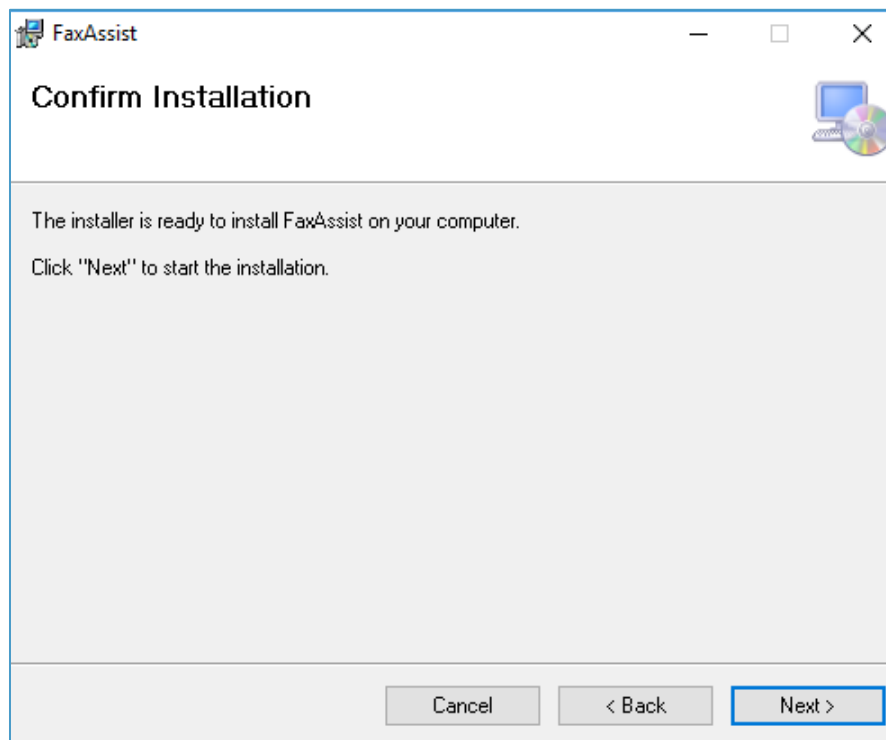 FaxAssist
Confirm Installation
The installer is ready to install FaxAssist on your computer.
Click "Next" to start the installation.
Cancel
< Back
Next >